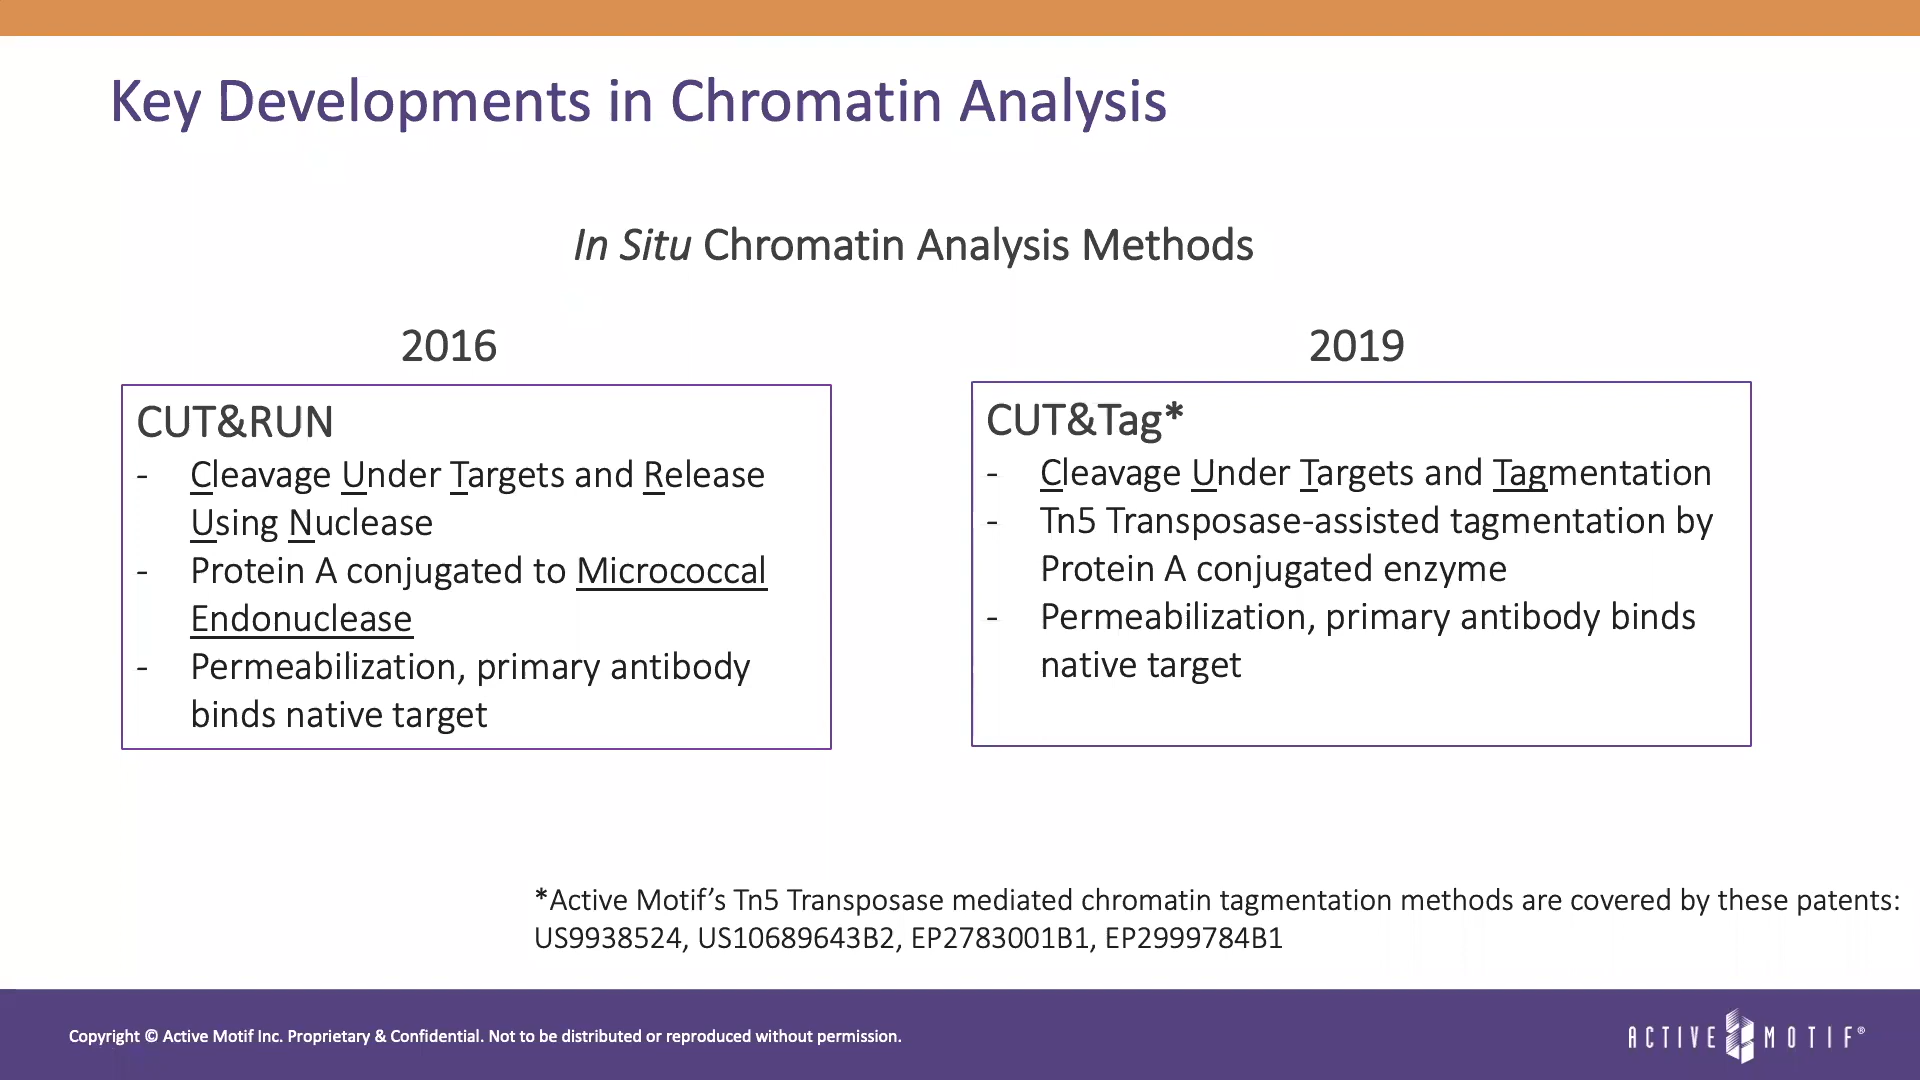 Key Developments in Chromatin Analysis
In Situ Chromatin Analysis Methods
2016
CUT&RUN
- Cleavage Under Targets and Release
Using Nuclease
- Protein A conjugated to Micrococcal
Endonuclease
- Permeabilization, primary antibody
binds native target
2019
CUT&Tag*
- Cleavage Under Targets and Tagmentation
- Tn5 Transposase-assisted tagmentation by
Protein A conjugated enzyme
- Permeabilization, primary antibody binds
native target
*Active Motif’s Tn5 Transposase mediated chromatin tagmentation methods are covered by these patents:
US9938524, US10689643B2, EP2783001B1, EP2999784B1
Copyright © Active Motif Inc. Proprietary & Confidential. Not to be distributed or reproduced without permission.
ACTIVE MOTIF®